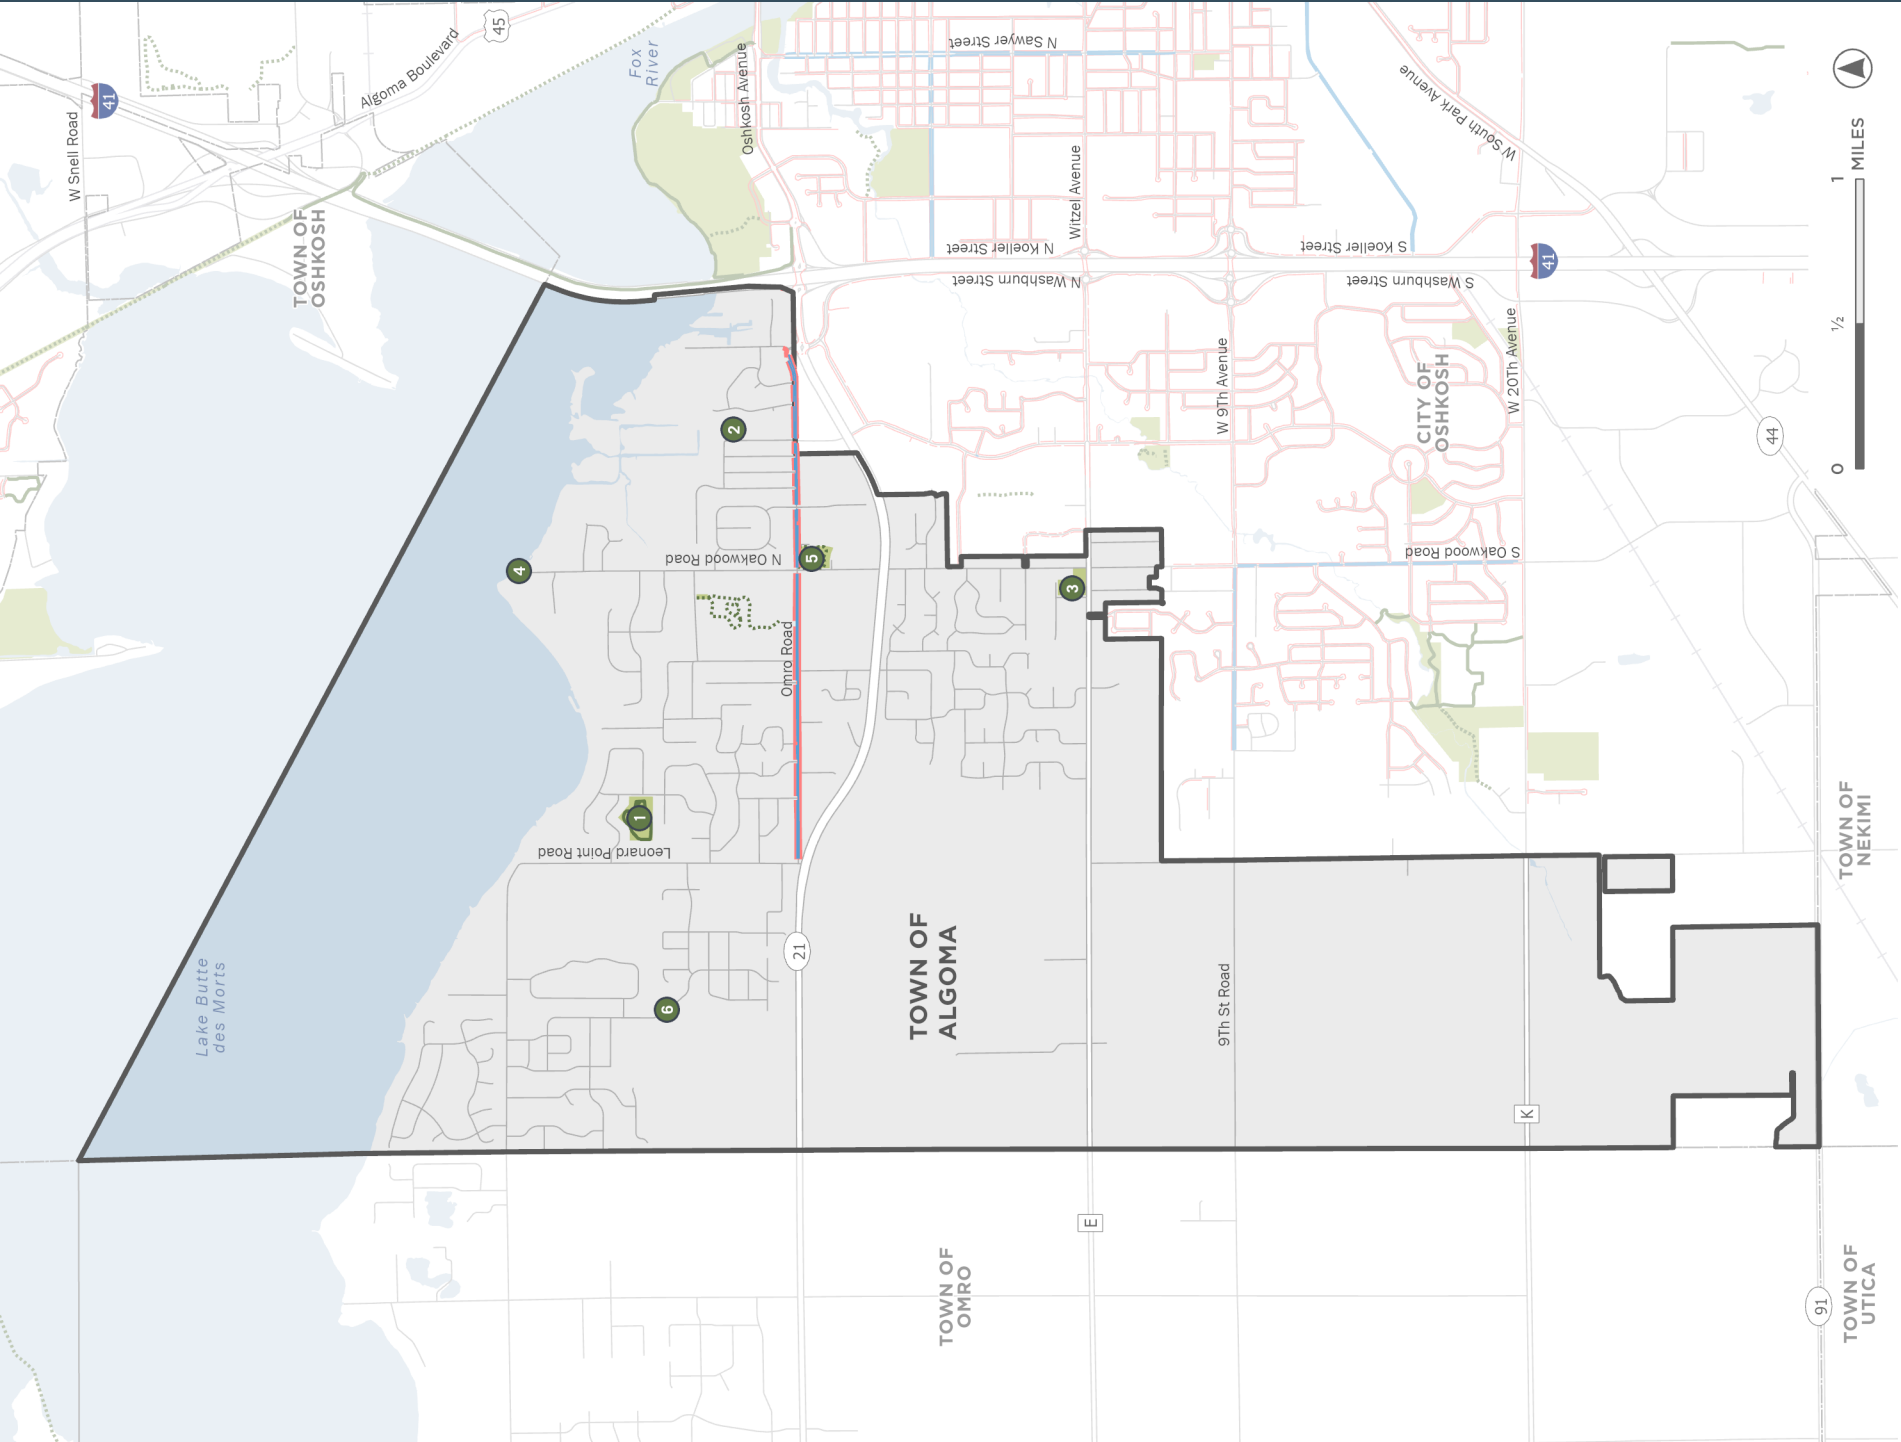 45
Fox
River
41
W Snell Road
Algoma Boulevard
Oshkosh Avenue
N Sawyer Street
W South Park Avenue
TOWN OF
OSHKOSH
Witzel Avenue
N Koeller Street
S Koeller Street
N Washburn Street
S Washburn Street
41
1
MILES
½
0
W 9Th Avenue
CITY OF
OSHKOSH
W 20Th Avenue
44
2
4
N Oakwood Road
5
3
S Oakwood Road
Omro Road
1
Leonard Point Road
TOWN OF
NEKIMI
Lake Butte
des Morts
6
21
TOWN OF
ALGOMA
9Th St Road
K
E
TOWN OF
OMRO
91
TOWN OF
UTICA